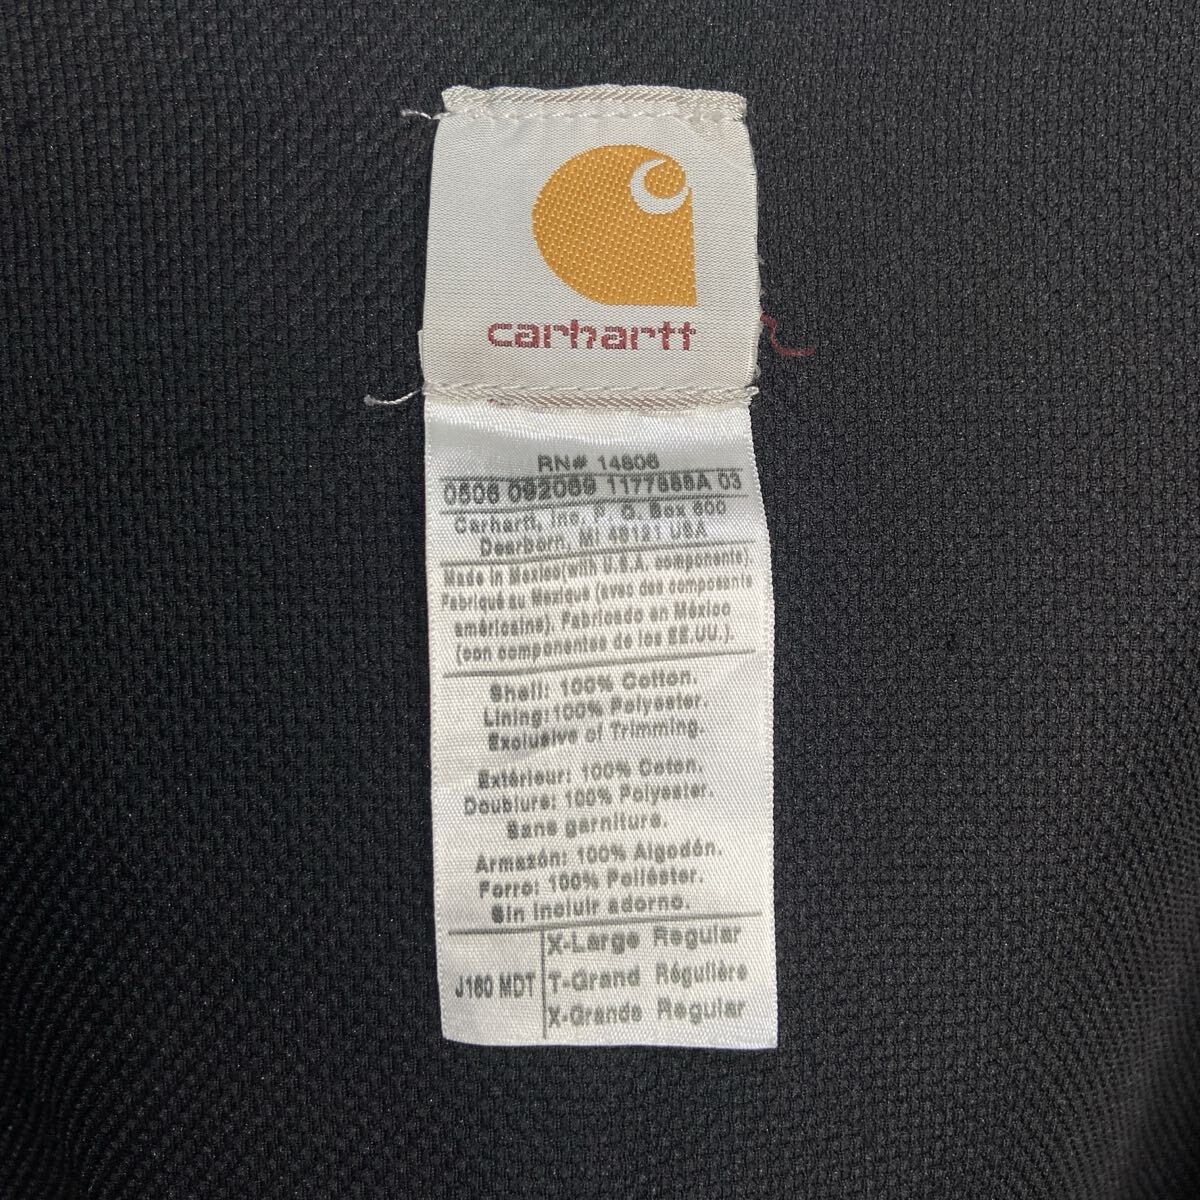 carhartt
RN# 14806
0506 092069 1177688A 03
Carhartt, Inc. P. O. Box 600
Dearborn, MI 48121 USA
Made in Mexico(with U.S.A. components).
Fabriqué au Mexique (avec des composants
américains). Fabricado en México
(con componentes de los EE.UU.).
Shell: 100% Cotton.
Lining:100% Polyester.
Exclusive of Trimming.
Extérieur: 100% Coton.
Doublure: 100% Polyester.
Sans garniture.
Armazón: 100% Algodón.
Forro: 100% Poliéster.
Sin incluir adorno.
J160 MDT
X-Large Regular
T-Grand Régulière
X-Grande Regular